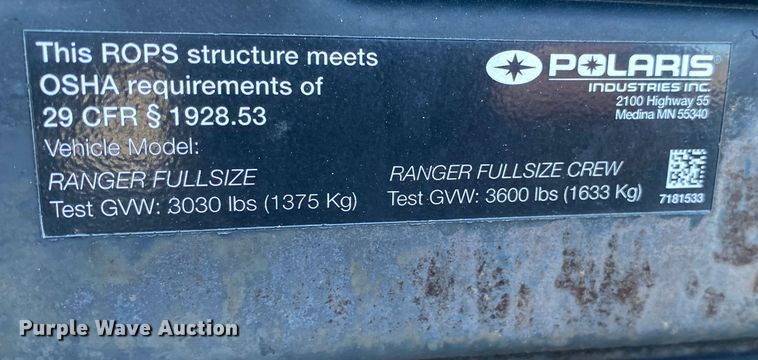 This ROPS structure meets
OSHA requirements of
29 CFR § 1928.53
Vehicle Model:
RANGER FULLSIZE
Test GVW: 3030 lbs (1375 Kg)
POLARIS®
INDUSTRIES INC.
2100 Highway 55
Medina MN 55340
RANGER FULLSIZE CREW
Test GVW: 3600 lbs (1633 Kg)
7181533
Purple Wave Auction